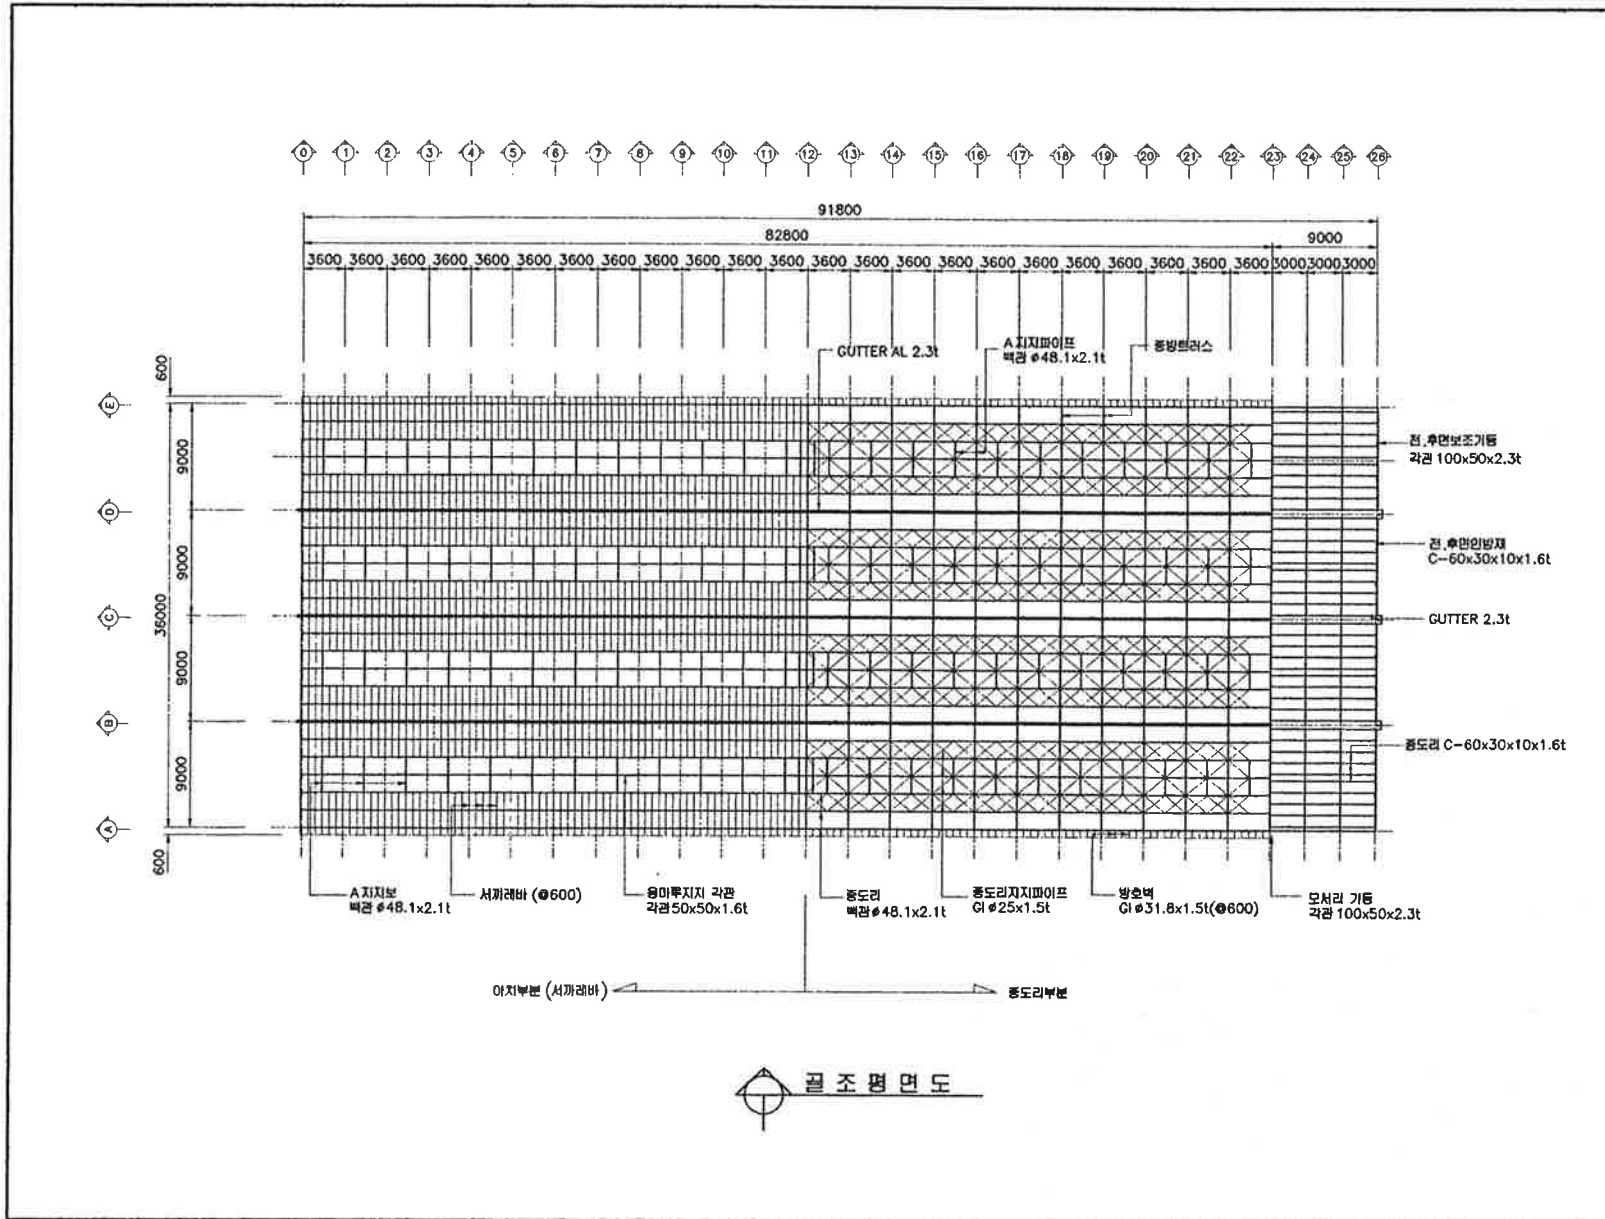 0 1 2 3 4 5 6 7 8 9 10 11 12 13 14 15 16 17 18 19 20 21 22 23 24 25 26
91800
82800 9000
3600 3600 3600 3600 3600 3600 3600 3600 3600 3600 3600 3600 3600 3600 3600 3600 3600 3600 3600 3600 3600 3600 3600 3000 3000 3000
GUTTER AL 2.3t
A지지파이프
백관 ø48.1x2.1t
중방트러스
600
E
9000
D
9000
36000
C
9000
B
9000
A
600
전.후면보조기둥
각관 100x50x2.3t
전.후면인방재
C-60x30x10x1.6t
GUTTER 2.3t
중도리 C-60x30x10x1.6t
A지지보
백관 ø48.1x2.1t
서까래바 (@600)
용마루지지 각관
각관50x50x1.6t
중도리
백관ø48.1x2.1t
중도리지지파이프
GI ø25x1.5t
방호벽
GI ø31.8x1.5t(@600)
모서리 기둥
각관 100x50x2.3t
아치부분 (서까래바)
중도리부분
골조평면도